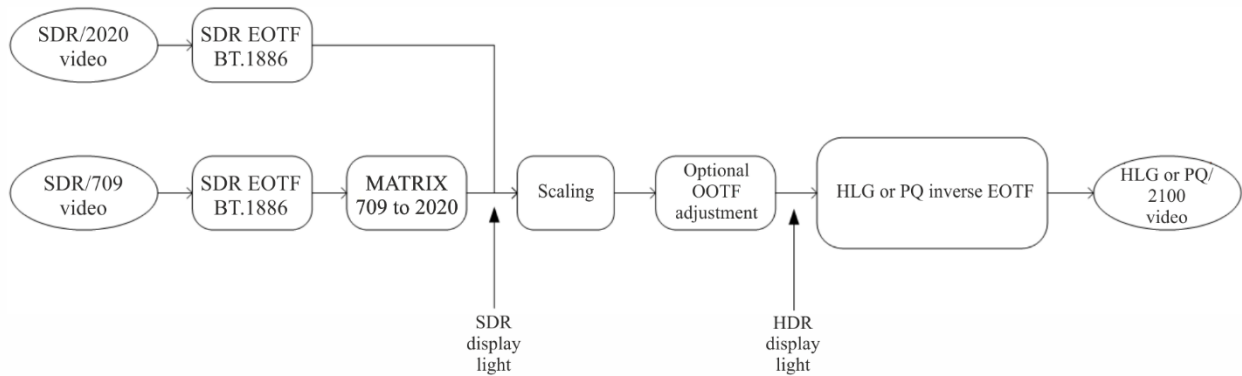 SDR/2020
video
SDR EOTF
BT.1886
SDR/709
video
SDR EOTF
BT.1886
MATRIX
709 to 2020
Scaling
Optional
OOTF
adjustment
HLG or PQ inverse EOTF
HLG or PQ/
2100
video
SDR
display
light
HDR
display
light